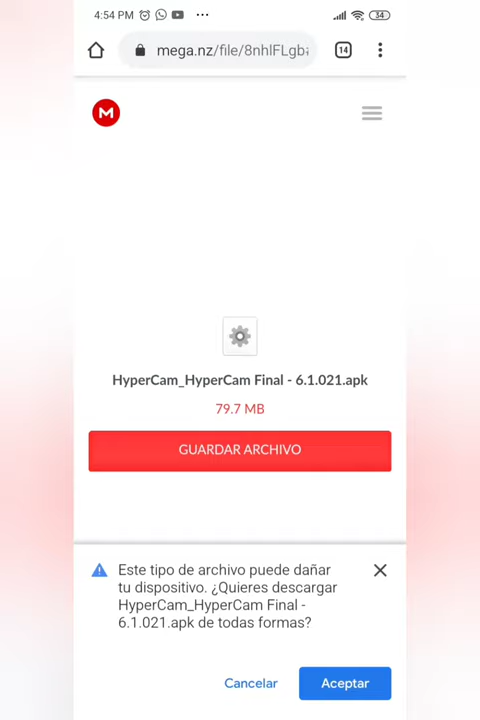 4:54 PM ... 34
mega.nz/file/8nhlFLgb
14
M
HyperCam_HyperCam Final - 6.1.021.apk
79.7 MB
GUARDAR ARCHIVO
Este tipo de archivo puede dañar
tu dispositivo. ¿Quieres descargar
HyperCam_HyperCam Final -
6.1.021.apk de todas formas?
Cancelar
Aceptar